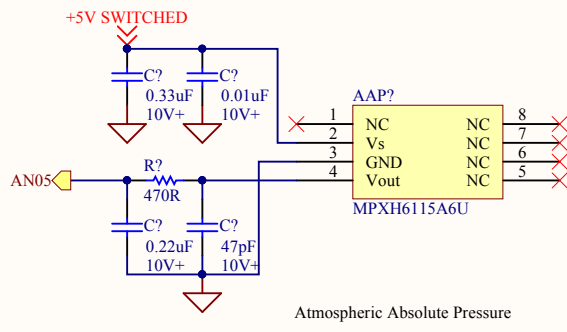 +5V SWITCHED
C?
0.33uF
10V+
C?
0.01uF
10V+
AAP?
1 NC NC 8
2 Vs NC 7
3 GND NC 6
4 Vout NC 5
MPXH6115A6U
AN05
R?
470R
C?
0.22uF
10V+
C?
47pF
10V+
Atmospheric Absolute Pressure